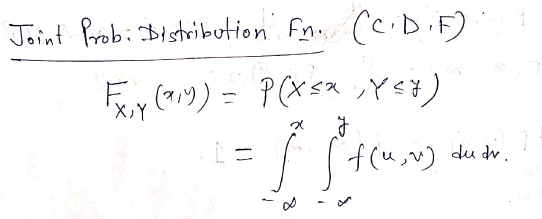 Joint Prob: Distribution Fn. (C.D.F)
F_{X,Y}(x,y) = P(X≤x, Y≤y)
= ∫_{-∞}^{x} ∫_{-∞}^{y} f(u,v) du dv.